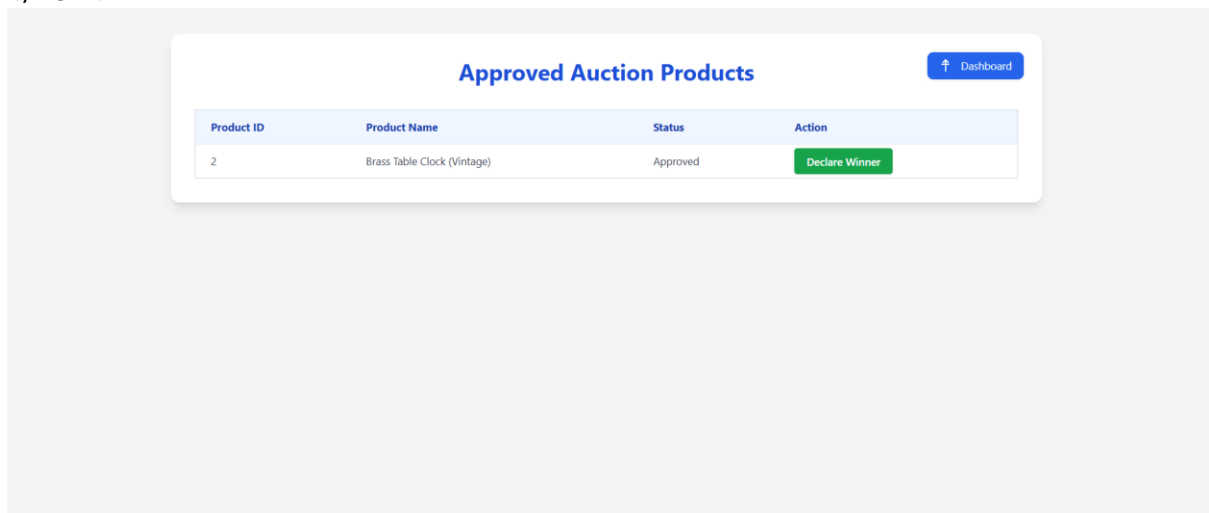 Approved Auction Products
Dashboard
Product ID Product Name Status Action
2 Brass Table Clock (Vintage) Approved Declare Winner